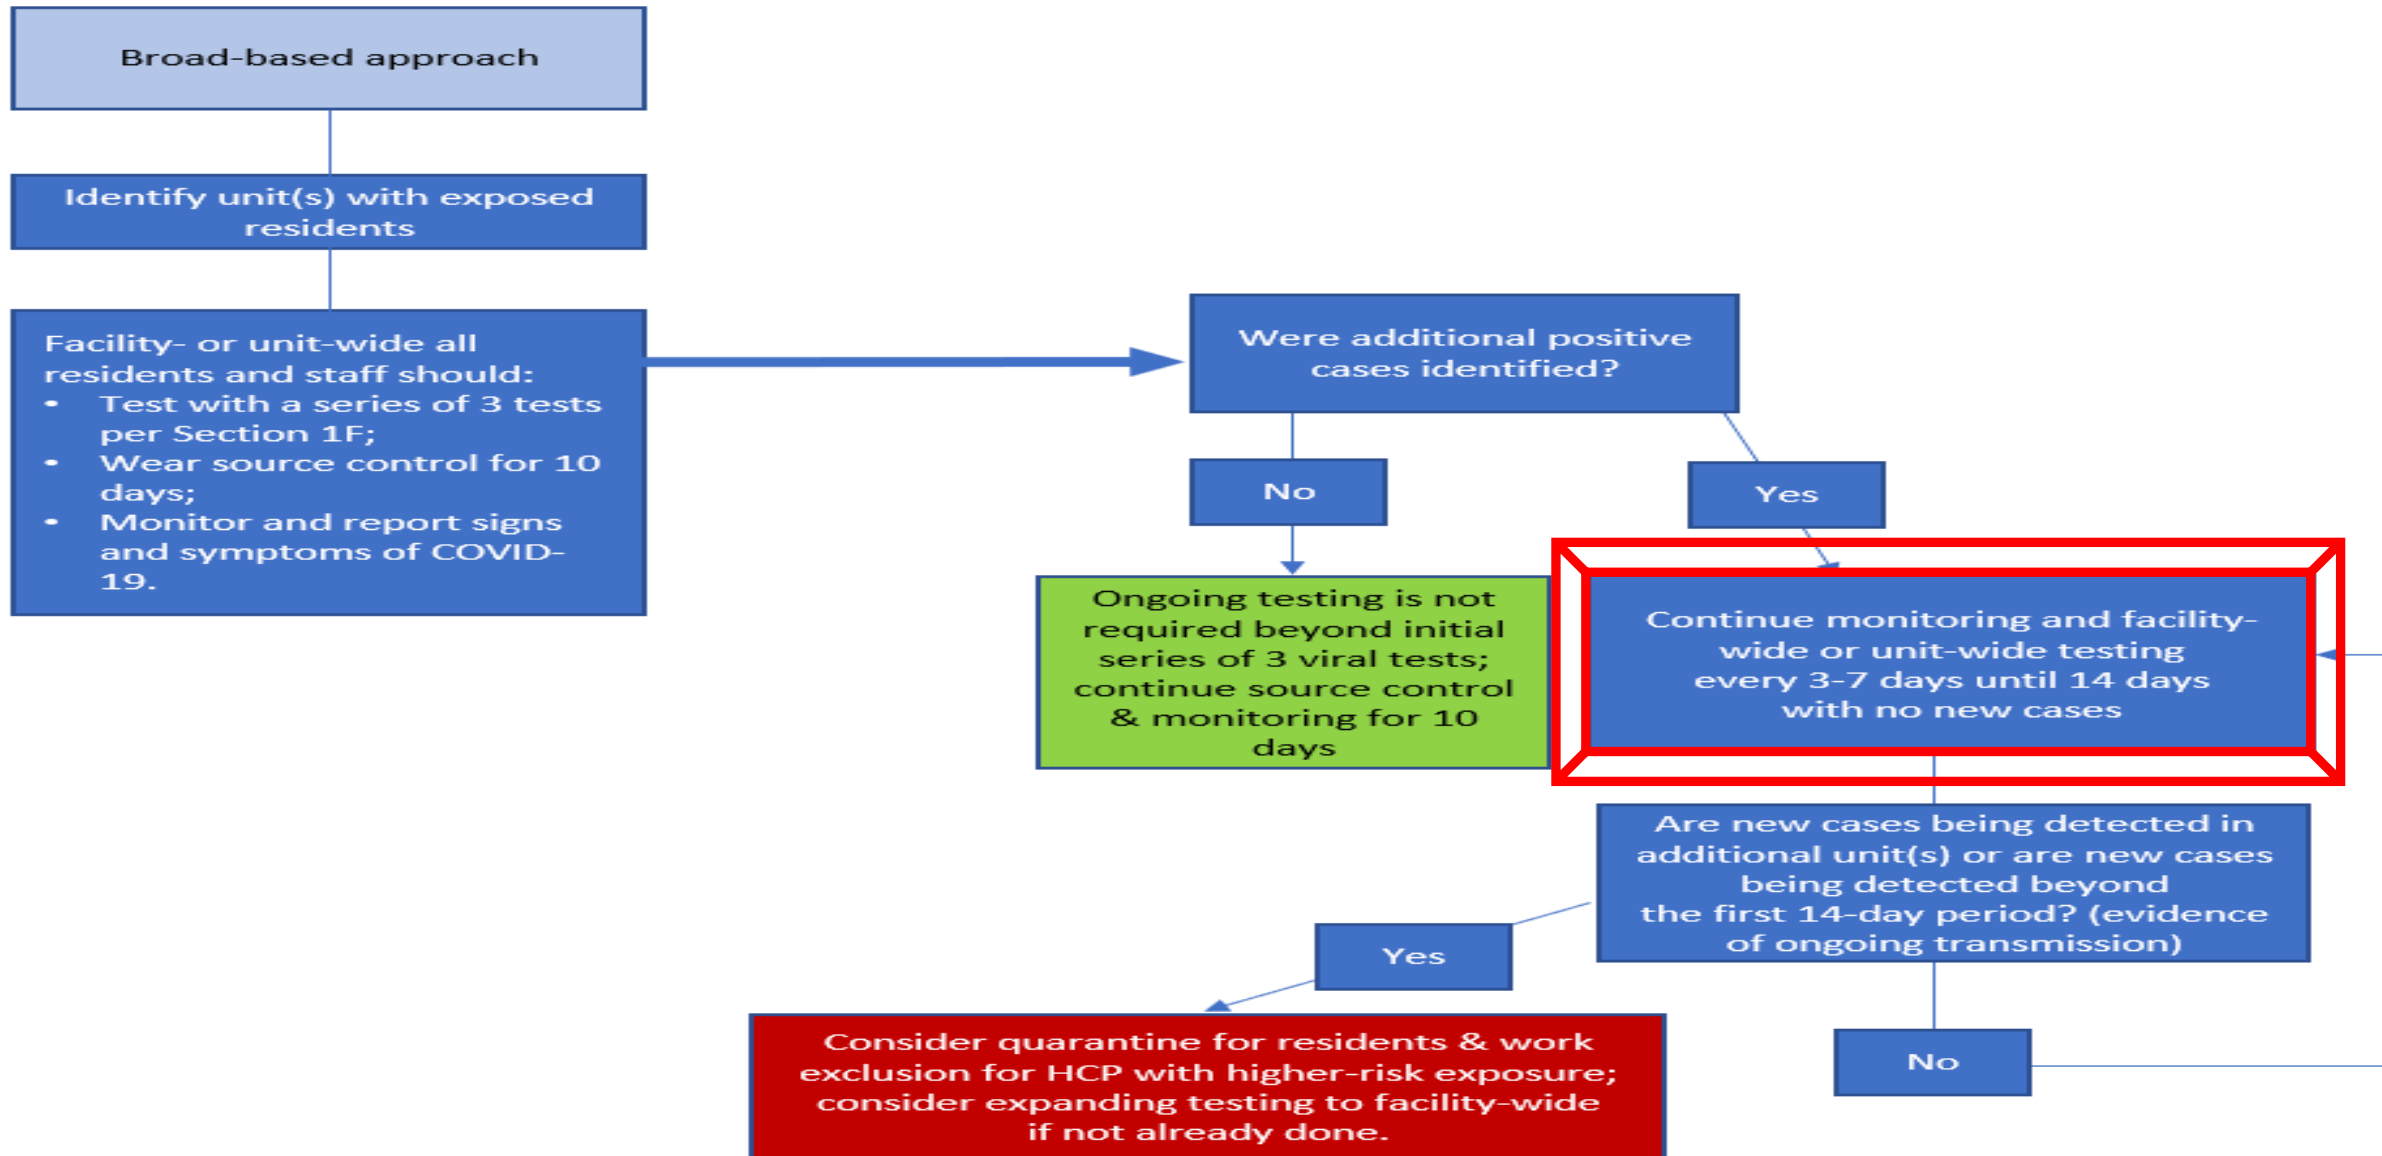 Broad-based approach
Identify unit(s) with exposed
residents
Facility- or unit-wide all
residents and staff should:
• Test with a series of 3 tests
per Section 1F;
• Wear source control for 10
days;
• Monitor and report signs
and symptoms of COVID-
19.
Were additional positive
cases identified?
No
Yes
Ongoing testing is not
required beyond initial
series of 3 viral tests;
continue source control
& monitoring for 10
days
Continue monitoring and facility-
wide or unit-wide testing
every 3-7 days until 14 days
with no new cases
Are new cases being detected in
additional unit(s) or are new cases
being detected beyond
the first 14-day period? (evidence
of ongoing transmission)
Yes
No
Consider quarantine for residents & work
exclusion for HCP with higher-risk exposure;
consider expanding testing to facility-wide
if not already done.